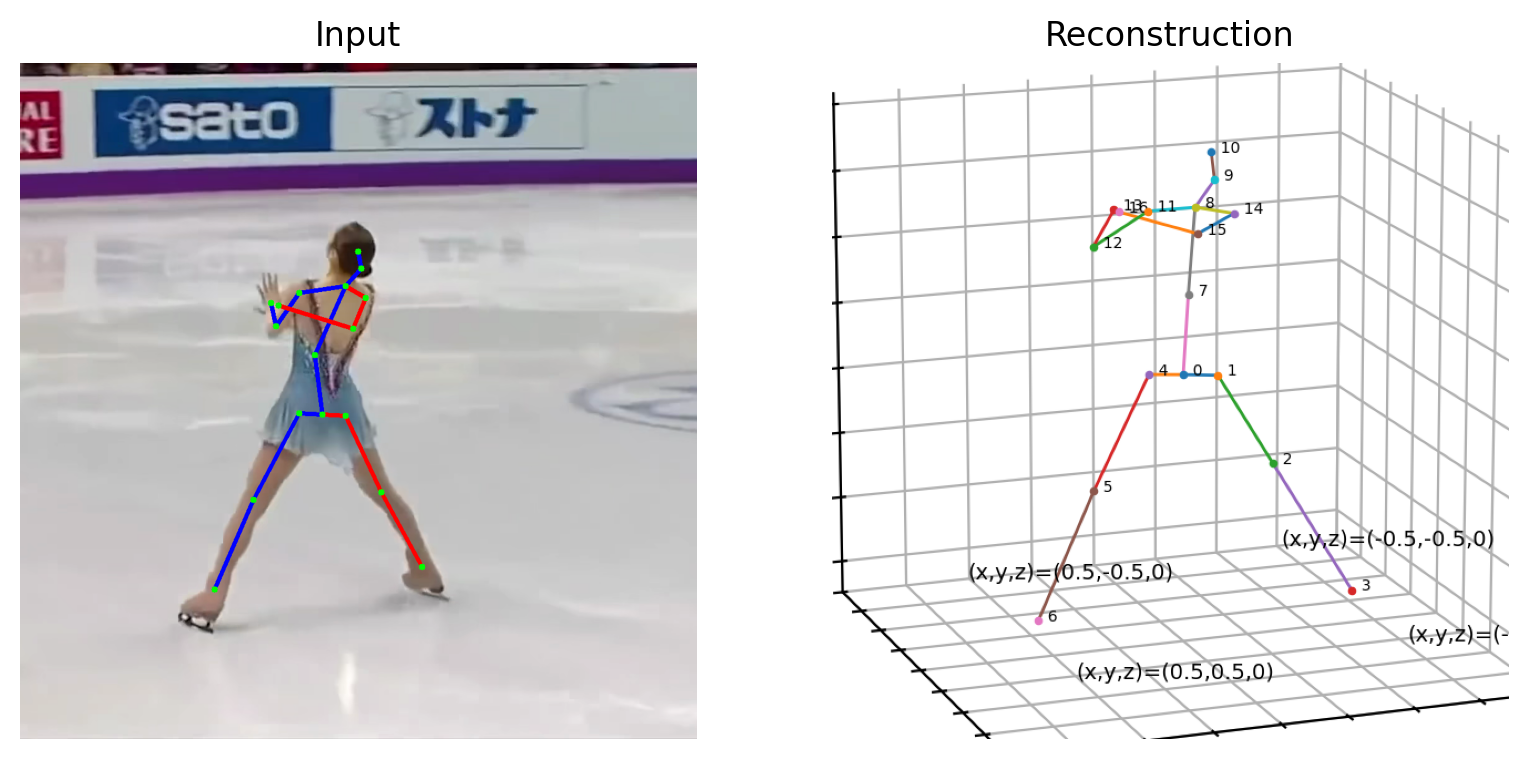 Input
Reconstruction
AL
RE
sato
ストナ
10
9
8
13
16
11
14
12
15
7
4
0
1
2
5
(x,y,z)=(-0.5,-0.5,0)
(x,y,z)=(0.5,-0.5,0)
3
6
(x,y,z)=(-
(x,y,z)=(0.5,0.5,0)